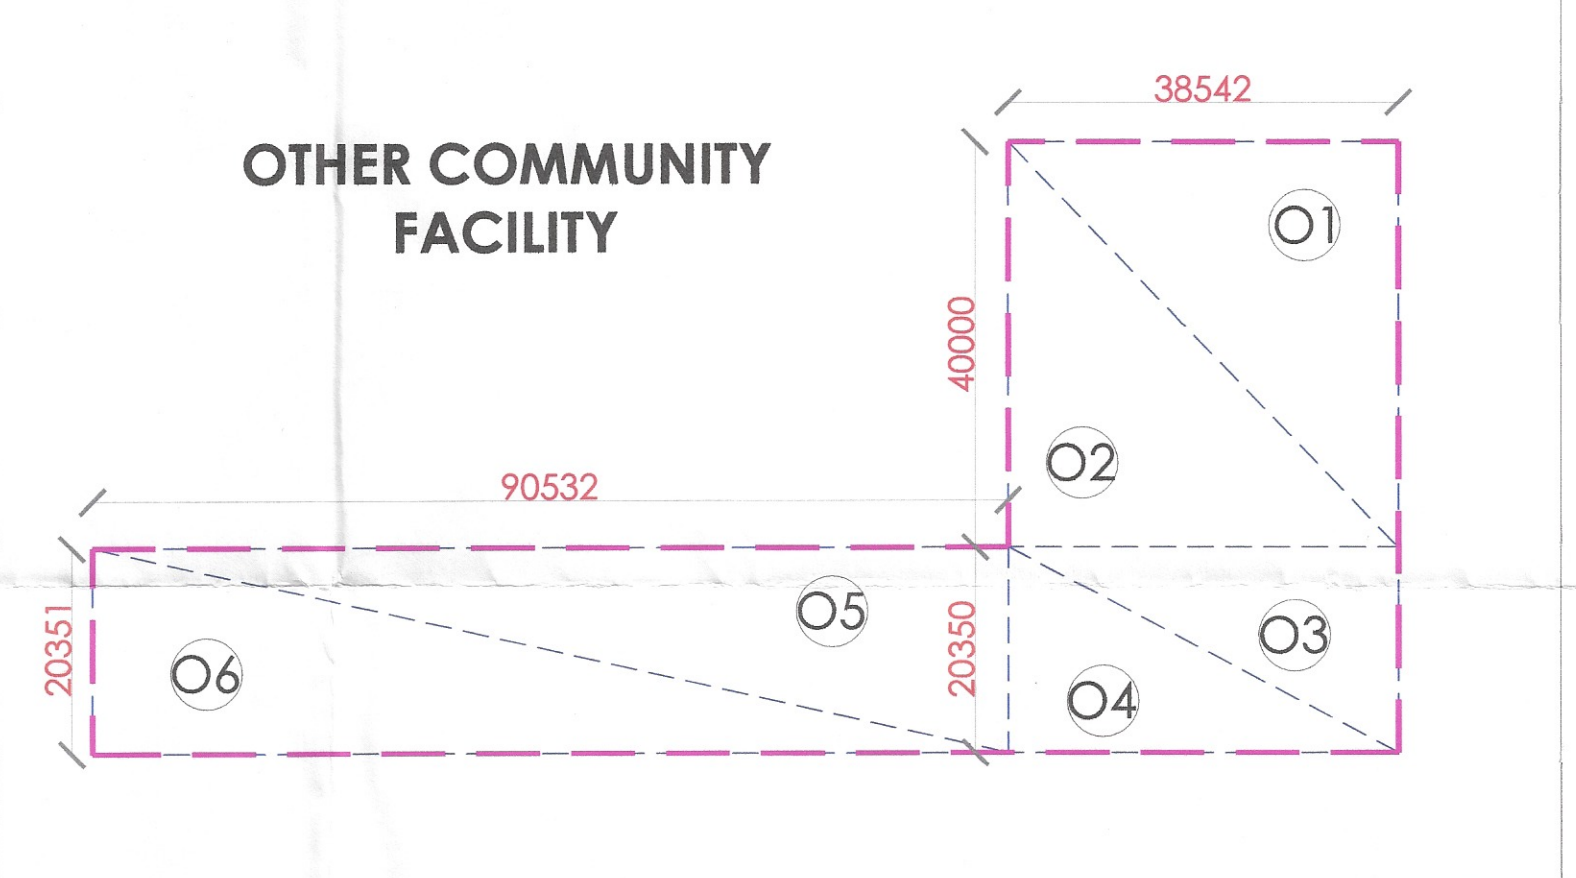 38542
OTHER COMMUNITY
FACILITY
O1
40000
O2
90532
O5
O3
20351
20350
O6
O4